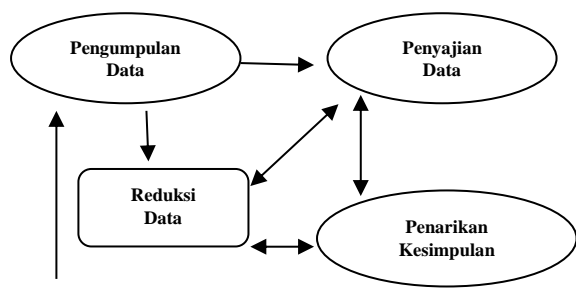 Pengumpulan
Data
Penyajian
Data
Reduksi
Data
Penarikan
Kesimpulan